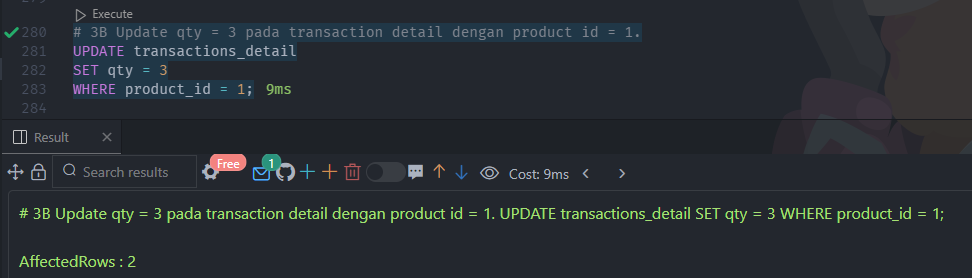 Execute
280 # 3B Update qty = 3 pada transaction detail dengan product id = 1.
281 UPDATE transactions_detail
282 SET qty = 3
283 WHERE product_id = 1; 9ms
284
Result
Search results Free 1 Cost: 9ms
# 3B Update qty = 3 pada transaction detail dengan product id = 1. UPDATE transactions_detail SET qty = 3 WHERE product_id = 1;
AffectedRows : 2